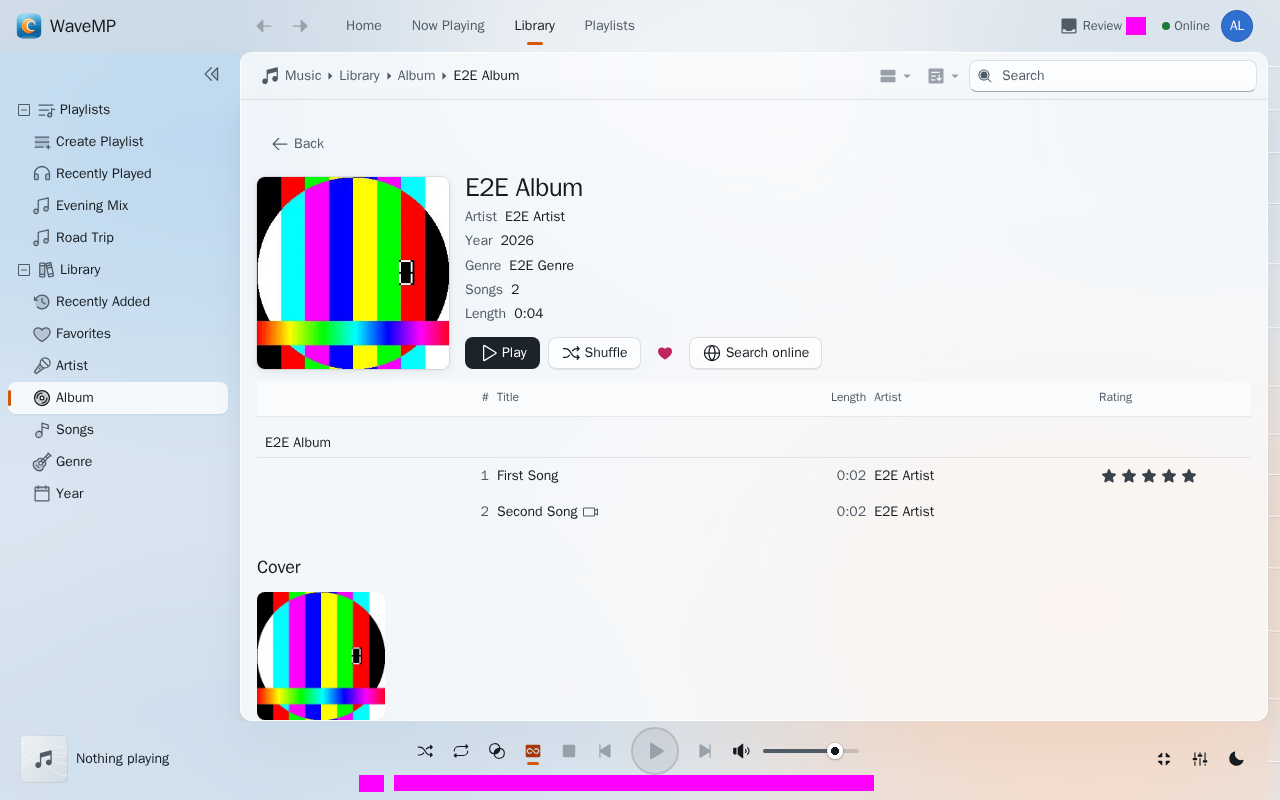 WaveMP
Home
Now Playing
Library
Playlists
Review
Online
AL
Music
Library
Album
E2E Album
Search
Playlists
Create Playlist
Recently Played
Evening Mix
Road Trip
Library
Recently Added
Favorites
Artist
Album
Songs
Genre
Year
Back
E2E Album
Artist E2E Artist
Year 2026
Genre E2E Genre
Songs 2
Length 0:04
Play
Shuffle
Search online
# Title Length Artist Rating
E2E Album
1 First Song 0:02 E2E Artist
2 Second Song 0:02 E2E Artist
Cover
Nothing playing